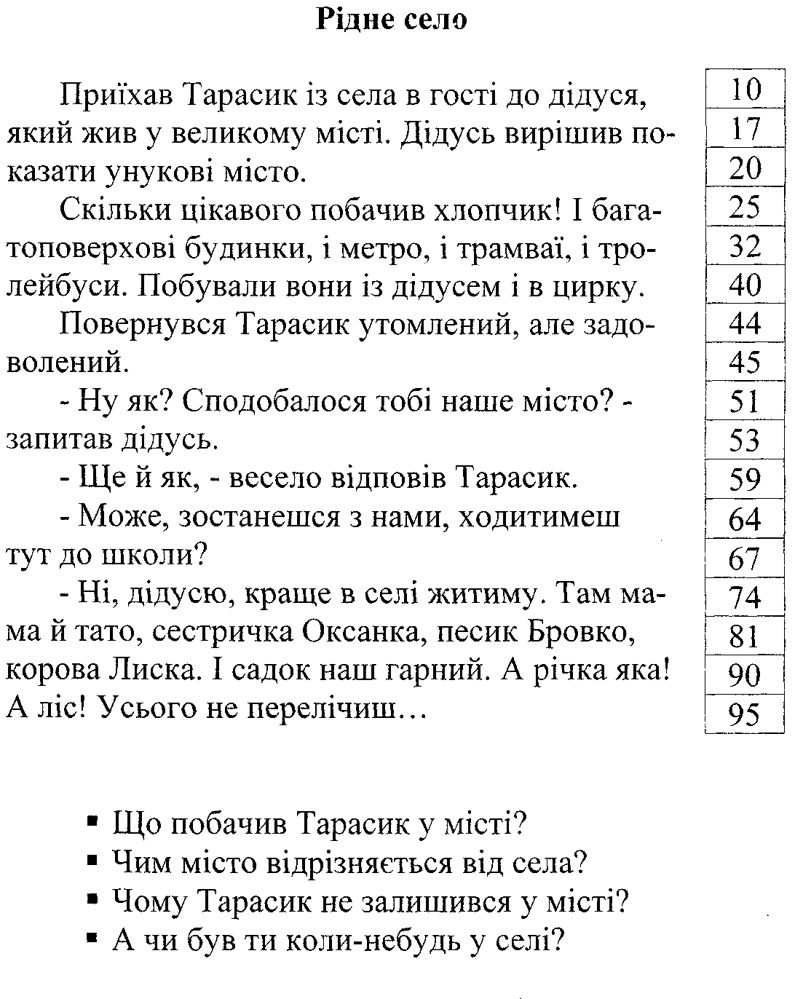 Рідне село
Приїхав Тарасик із села в гості до дідуся, 10
який жив у великому місті. Дідусь вирішив по- 17
казати унукові місто. 20
Скільки цікавого побачив хлопчик! І бага- 25
топоверхові будинки, і метро, і трамваї, і тро- 32
лейбуси. Побували вони із дідусем і в цирку. 40
Повернувся Тарасик утомлений, але задо- 44
волений. 45
- Ну як? Сподобалося тобі наше місто? - 51
запитав дідусь. 53
- Ще й як, - весело відповів Тарасик. 59
- Може, зостанешся з нами, ходитимеш 64
тут до школи? 67
- Ні, дідусю, краще в селі житиму. Там ма- 74
ма й тато, сестричка Оксанка, песик Бровко, 81
корова Лиска. І садок наш гарний. А річка яка! 90
А ліс! Усього не перелічиш... 95
▪ Що побачив Тарасик у місті?
▪ Чим місто відрізняється від села?
▪ Чому Тарасик не залишився у місті?
▪ А чи був ти коли-небудь у селі?